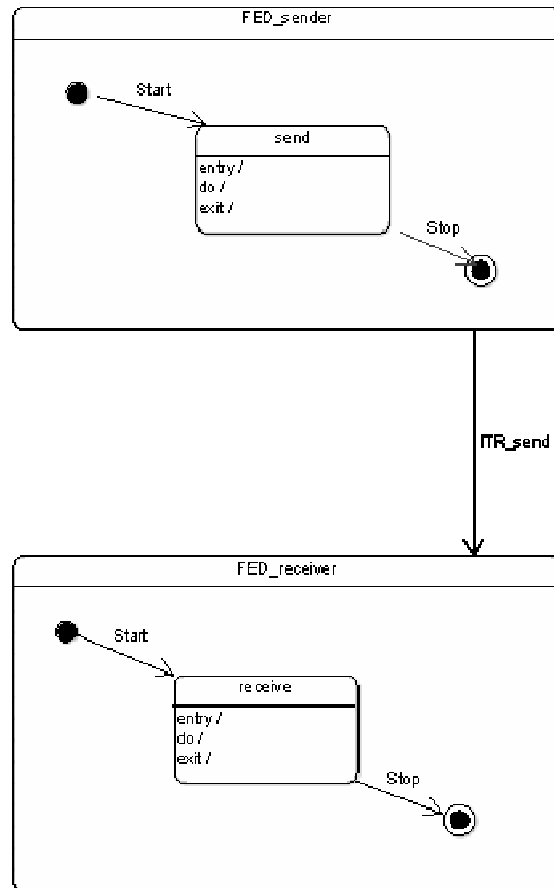 FED_sender
Start
send
entry /
do /
exit /
Stop
ITR_send
FED_receiver
Start
receive
entry /
do /
exit /
Stop